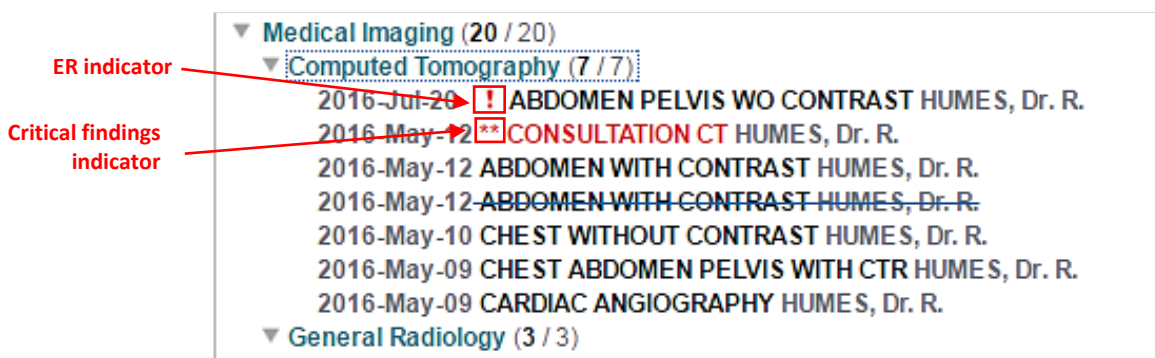 ▼ Medical Imaging (20 / 20)
ER indicator
▼ Computed Tomography (7 / 7)
2016-Jul-20 ! ABDOMEN PELVIS WO CONTRAST HUMES, Dr. R.
Critical findings
indicator
2016-May-12 ** CONSULTATION CT HUMES, Dr. R.
2016-May-12 ABDOMEN WITH CONTRAST HUMES, Dr. R.
2016-May-12 ABDOMEN WITH CONTRAST HUMES, Dr. R.
2016-May-10 CHEST WITHOUT CONTRAST HUMES, Dr. R.
2016-May-09 CHEST ABDOMEN PELVIS WITH CTR HUMES, Dr. R.
2016-May-09 CARDIAC ANGIOGRAPHY HUMES, Dr. R.
▼ General Radiology (3 / 3)